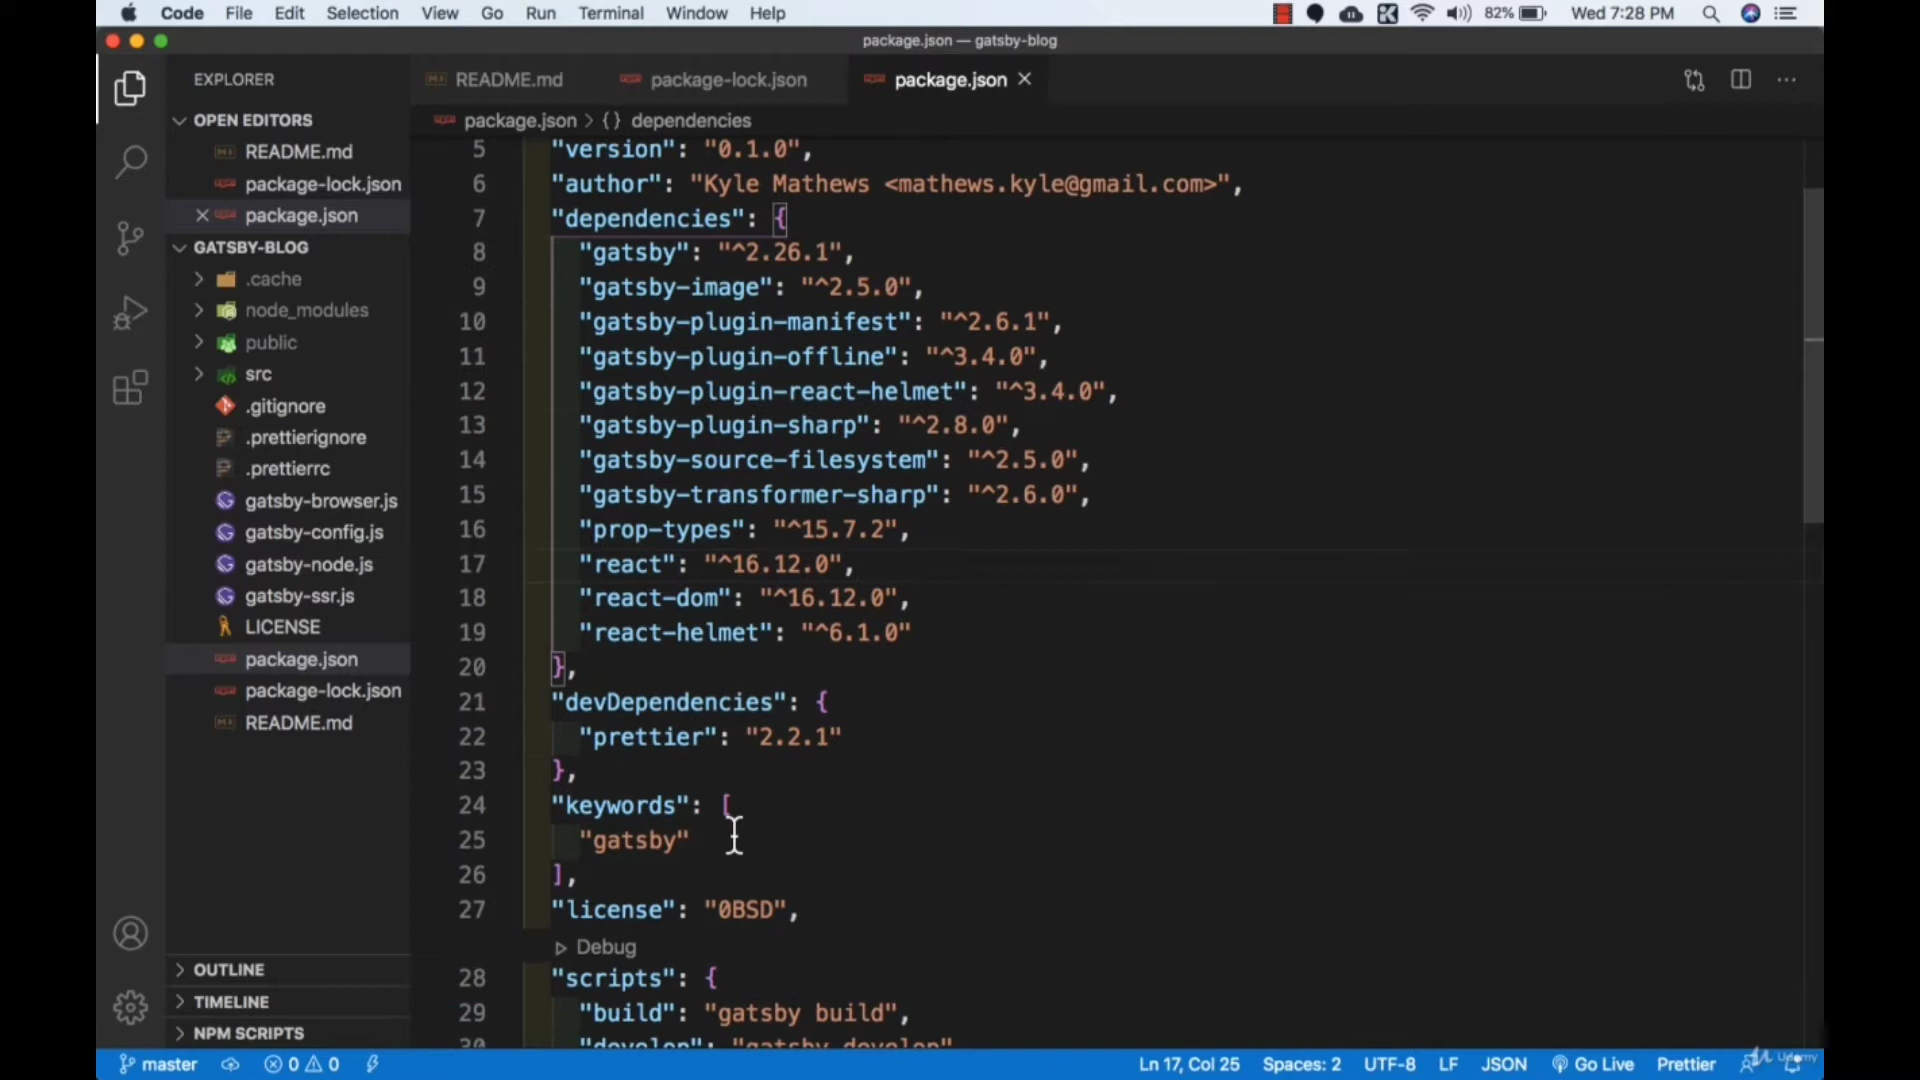 Code File Edit Selection View Go Run Terminal Window Help 82% Wed 7:28 PM
package.json — gatsby-blog
EXPLORER
README.md package-lock.json package.json
OPEN EDITORS
README.md
package-lock.json
package.json
GATSBY-BLOG
.cache
node_modules
public
src
.gitignore
.prettierignore
.prettierrc
gatsby-browser.js
gatsby-config.js
gatsby-node.js
gatsby-ssr.js
LICENSE
package.json
package-lock.json
README.md
OUTLINE
TIMELINE
NPM SCRIPTS
package.json > {} dependencies
5 "version": "0.1.0",
6 "author": "Kyle Mathews <mathews.kyle@gmail.com>",
7 "dependencies": {
8 "gatsby": "^2.26.1",
9 "gatsby-image": "^2.5.0",
10 "gatsby-plugin-manifest": "^2.6.1",
11 "gatsby-plugin-offline": "^3.4.0",
12 "gatsby-plugin-react-helmet": "^3.4.0",
13 "gatsby-plugin-sharp": "^2.8.0",
14 "gatsby-source-filesystem": "^2.5.0",
15 "gatsby-transformer-sharp": "^2.6.0",
16 "prop-types": "^15.7.2",
17 "react": "^16.12.0",
18 "react-dom": "^16.12.0",
19 "react-helmet": "^6.1.0"
20 },
21 "devDependencies": {
22 "prettier": "2.2.1"
23 },
24 "keywords": [
25 "gatsby"
26 ],
27 "license": "0BSD",
Debug
28 "scripts": {
29 "build": "gatsby build",
30 "develop": "gatsby develop"
master 0 0 Ln 17, Col 25 Spaces: 2 UTF-8 LF JSON Go Live Prettier
Udemy